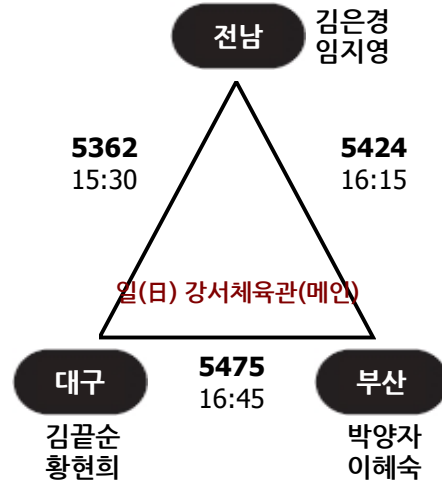 전남
김은경
임지영
5362
15:30
5424
16:15
일(日) 강서체육관(메인)
대구
5475
16:45
부산
김끝순
황현희
박양자
이혜숙